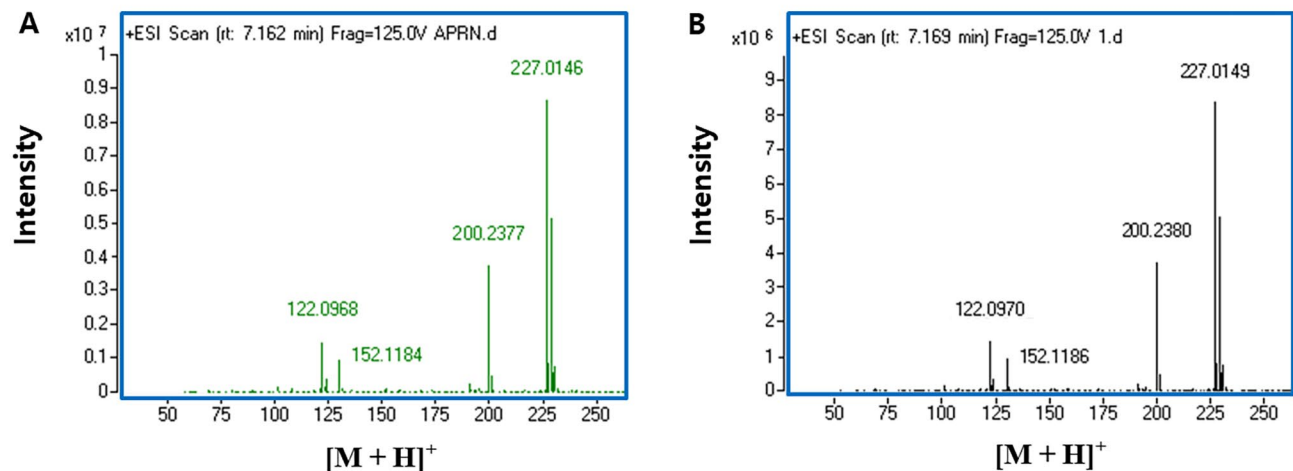 A
x10 7
+ESI Scan (rt: 7.162 min) Frag=125.0V APRN.d
1
0.9
0.8
0.7
0.6
0.5
0.4
0.3
0.2
0.1
0
227.0146
200.2377
122.0968
152.1184
50 75 100 125 150 175 200 225 250
Intensity
[M + H]+
B
x10 6
+ESI Scan (rt: 7.169 min) Frag=125.0V 1.d
9
8
7
6
5
4
3
2
1
0
227.0149
200.2380
122.0970
152.1186
50 75 100 125 150 175 200 225 250
Intensity
[M + H]+